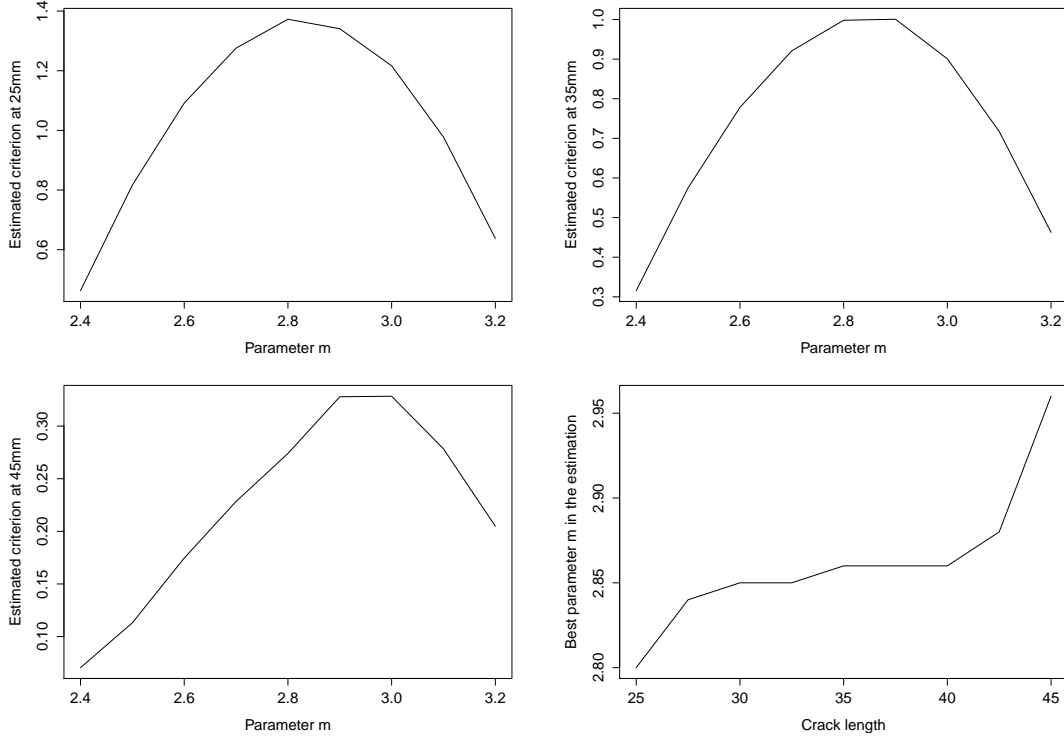 Estimated criterion at 25mm
1.4
1.2
1.0
0.8
0.6
2.4 2.6 2.8 3.0 3.2
Parameter m
Estimated criterion at 35mm
1.0
0.9
0.8
0.7
0.6
0.5
0.4
0.3
2.4 2.6 2.8 3.0 3.2
Parameter m
Estimated criterion at 45mm
0.30
0.25
0.20
0.15
0.10
2.4 2.6 2.8 3.0 3.2
Parameter m
Best parameter m in the estimation
2.95
2.90
2.85
2.80
25 30 35 40 45
Crack length